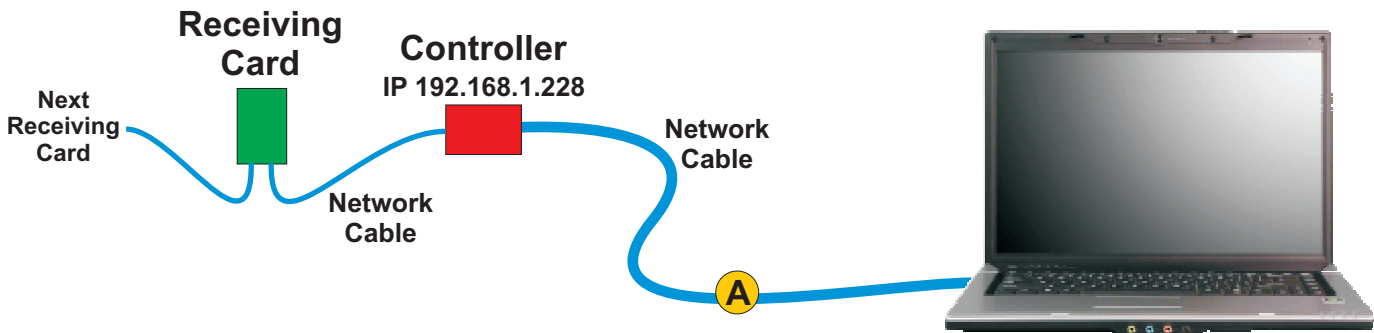 Receiving
Card
Controller
IP 192.168.1.228
Next
Receiving
Card
Network
Cable
Network
Cable
A